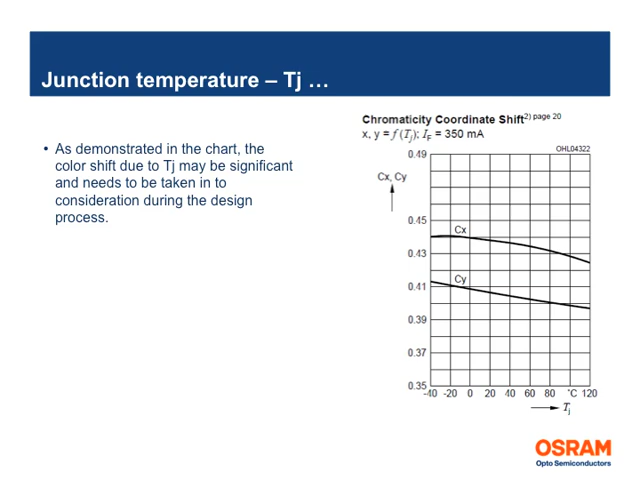 Junction temperature – Tj …
• As demonstrated in the chart, the
color shift due to Tj may be significant
and needs to be taken in to
consideration during the design
process.
Chromaticity Coordinate Shift2) page 20
x, y = f (Tj); IF = 350 mA
OHL04322
0.49
Cx, Cy
0.45
Cx
0.43
Cy
0.41
0.39
0.37
0.35
-40 -20 0 20 40 60 80 °C 120
Tj
OSRAM
Opto Semiconductors